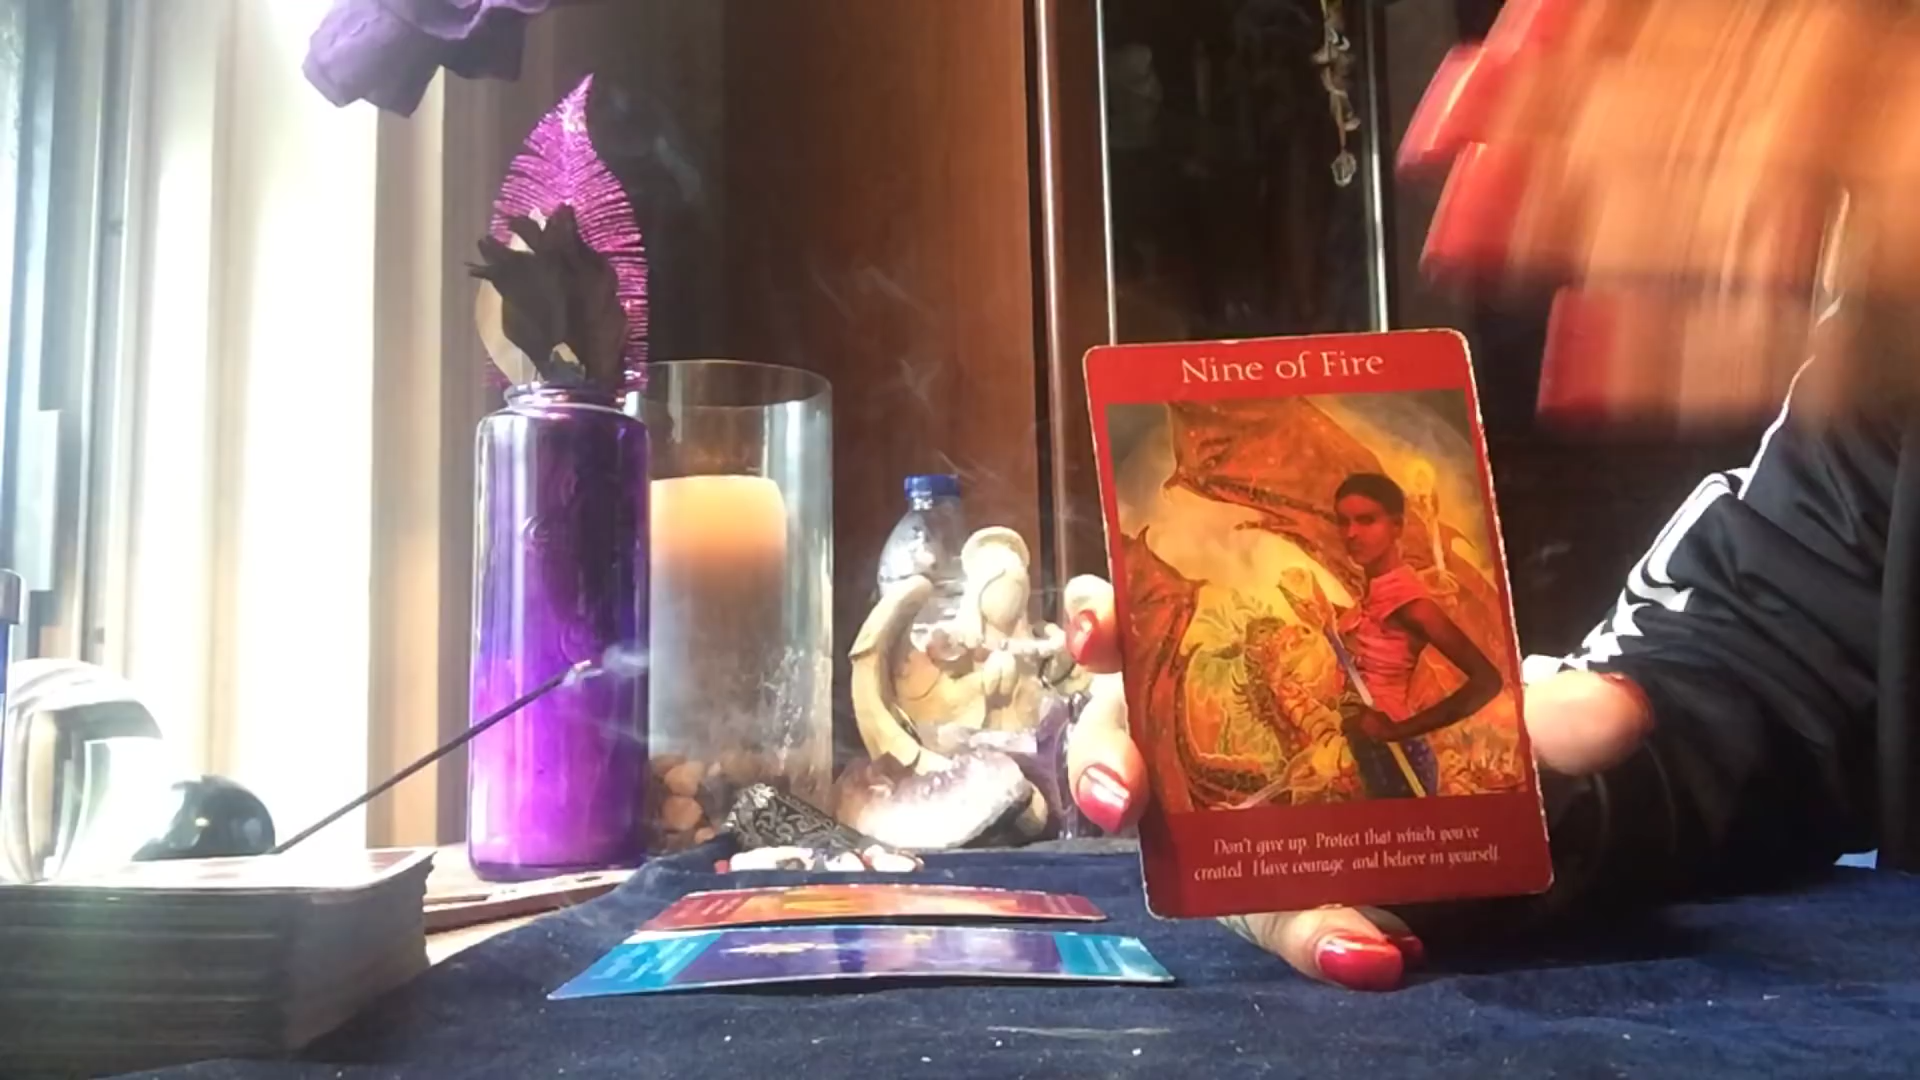 Nine of Fire
Don't give up. Protect that which you've
created. Have courage, and believe in yourself.